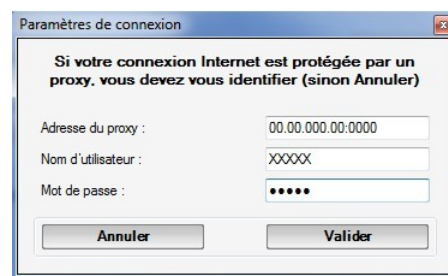 Paramètres de connexion
Si votre connexion Internet est protégée par un
proxy, vous devez vous identifier (sinon Annuler)
Adresse du proxy : 00.00.000.00:0000
Nom d'utilisateur : XXXXX
Mot de passe : •••••
Annuler Valider